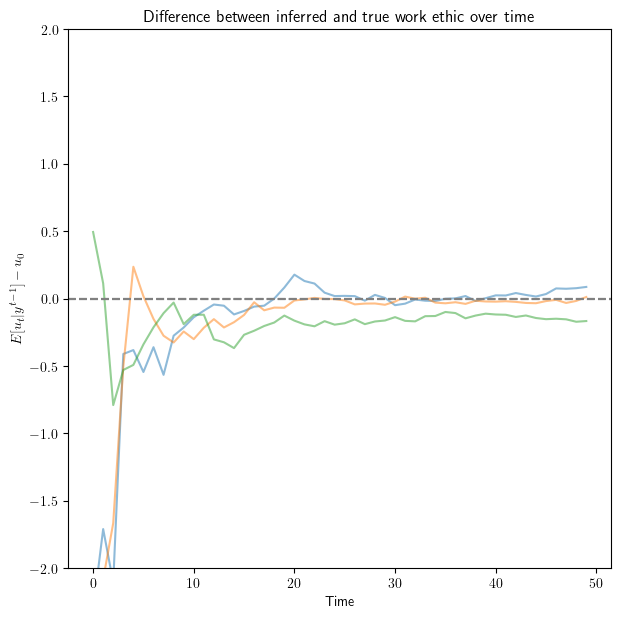 Difference between inferred and true work ethic over time
2.0
1.5
1.0
0.5
0.0
−0.5
−1.0
−1.5
−2.0
E[u_t|y^{t−1}] − u_0
0 10 20 30 40 50
Time